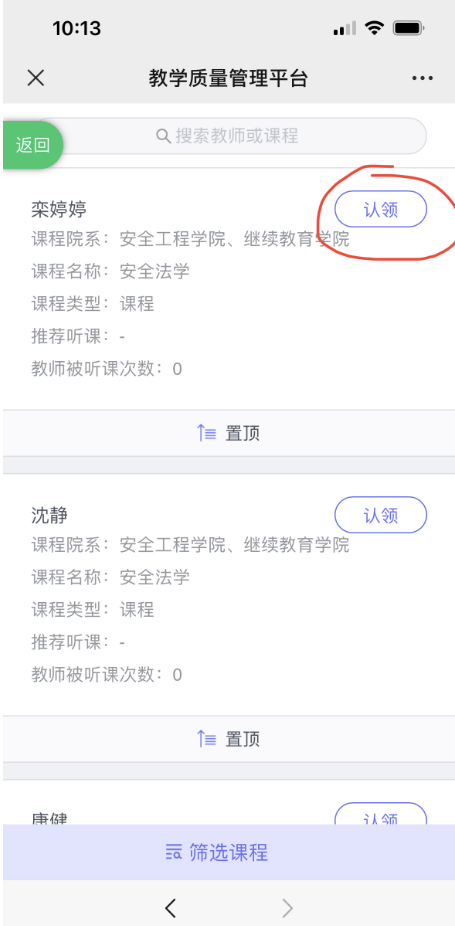 10:13
教学质量管理平台
返回
搜索教师或课程
栾婷婷
认领
课程院系：安全工程学院、继续教育学院
课程名称：安全法学
课程类型：课程
推荐听课：-
教师被听课次数：0
置顶
沈静
认领
课程院系：安全工程学院、继续教育学院
课程名称：安全法学
课程类型：课程
推荐听课：-
教师被听课次数：0
置顶
唐健
认领
筛选课程